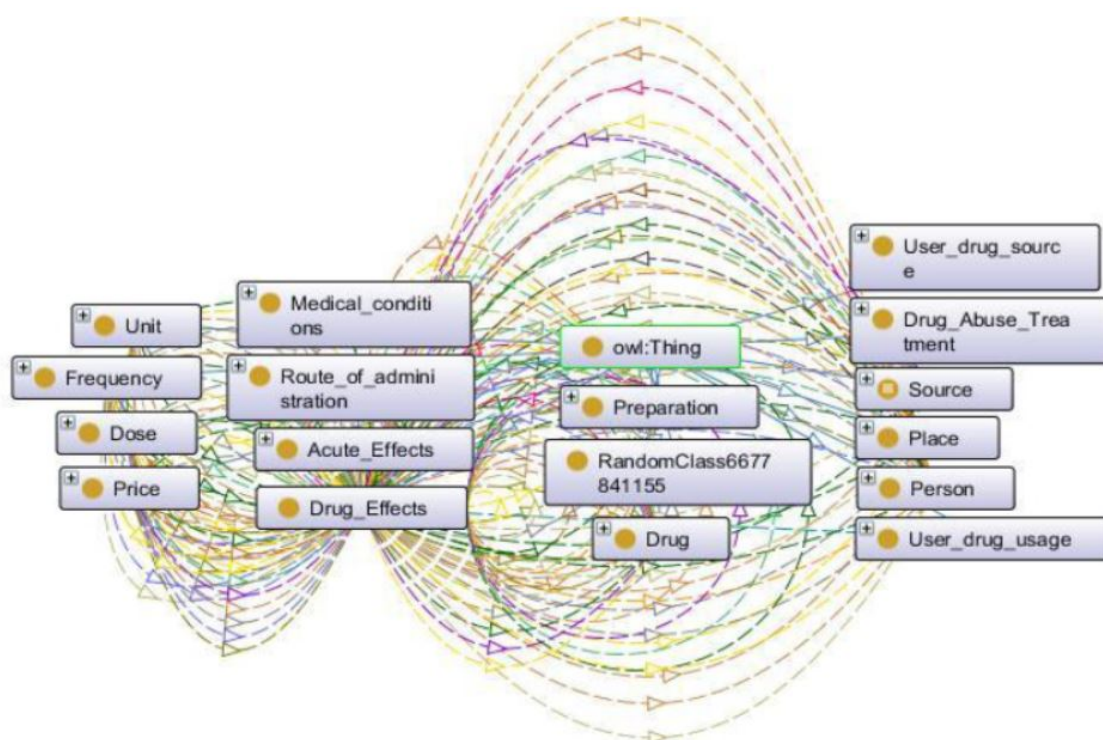 Unit
Frequency
Dose
Price
Medical_conditi
ons
Route_of_admini
stration
Acute_Effects
Drug_Effects
owl:Thing
Preparation
RandomClass6677
841155
Drug
User_drug_sourc
e
Drug_Abuse_Trea
tment
Source
Place
Person
User_drug_usage